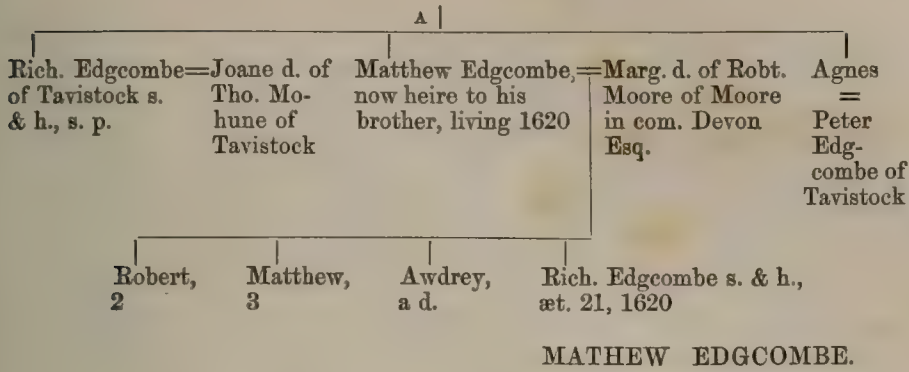 A
Rich. Edgcombe=Joane d. of
of Tavistock s.
& h., s. p.
Tho. Mo-
hune of
Tavistock
Matthew Edgcombe,=Marg. d. of Robt.
now heire to his
brother, living 1620
Moore of Moore
in com. Devon
Esq.
Agnes
=
Peter
Edg-
combe of
Tavistock
Robert,
2
Matthew,
3
Awdrey,
a d.
Rich. Edgcombe s. & h.,
æt. 21, 1620
MATHEW EDGCOMBE.